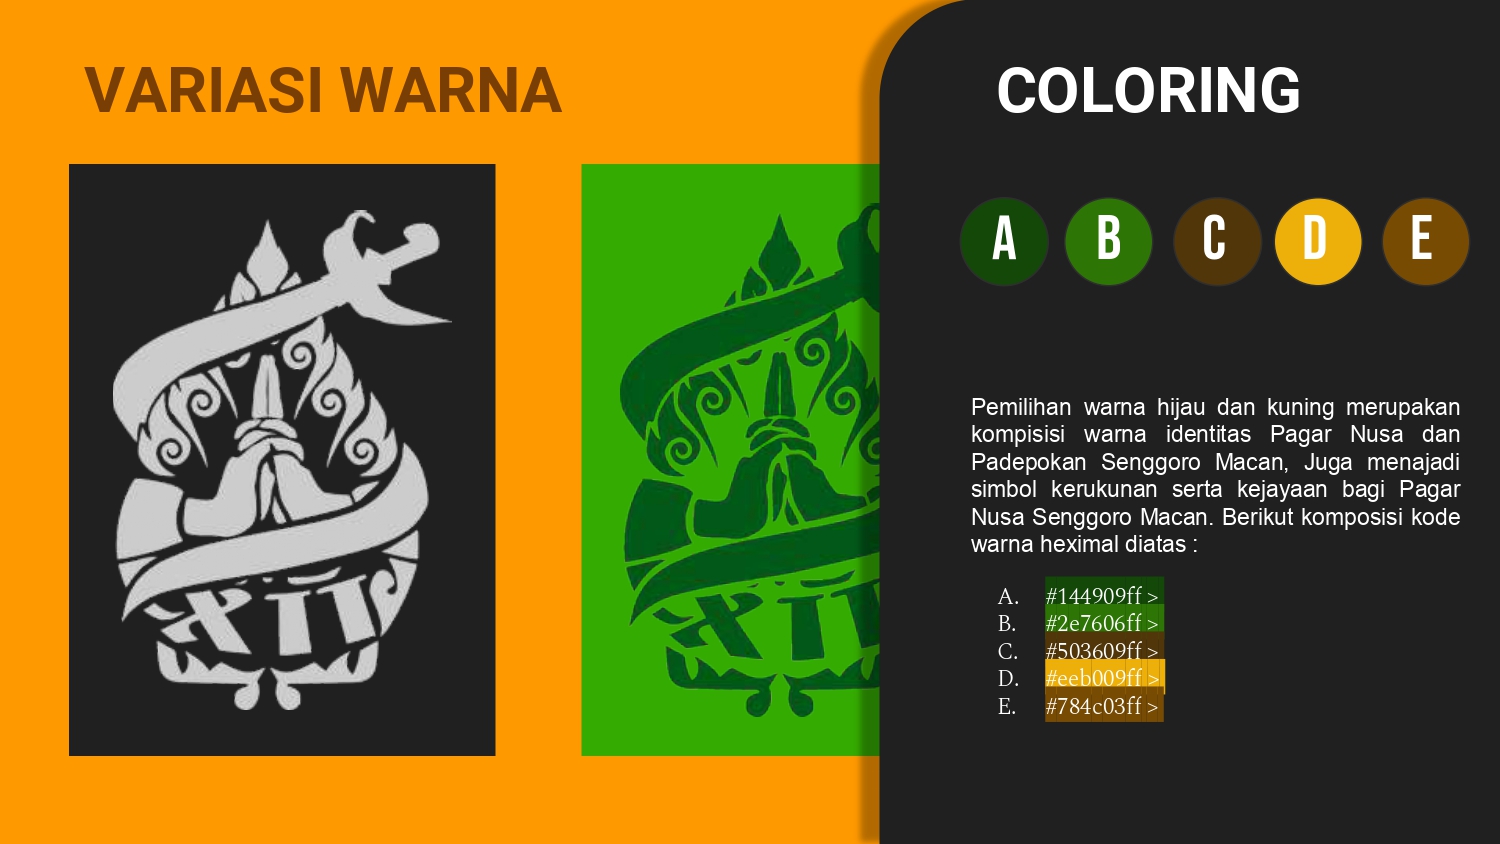 VARIASI WARNA
COLORING
A B C D E
Pemilihan warna hijau dan kuning merupakan
kompisisi warna identitas Pagar Nusa dan
Padepokan Senggoro Macan, Juga menajadi
simbol kerukunan serta kejayaan bagi Pagar
Nusa Senggoro Macan. Berikut komposisi kode
warna heximal diatas :
A. #144909ff >
B. #2e7606ff >
C. #503609ff >
D. #eeb009ff >
E. #784c03ff >